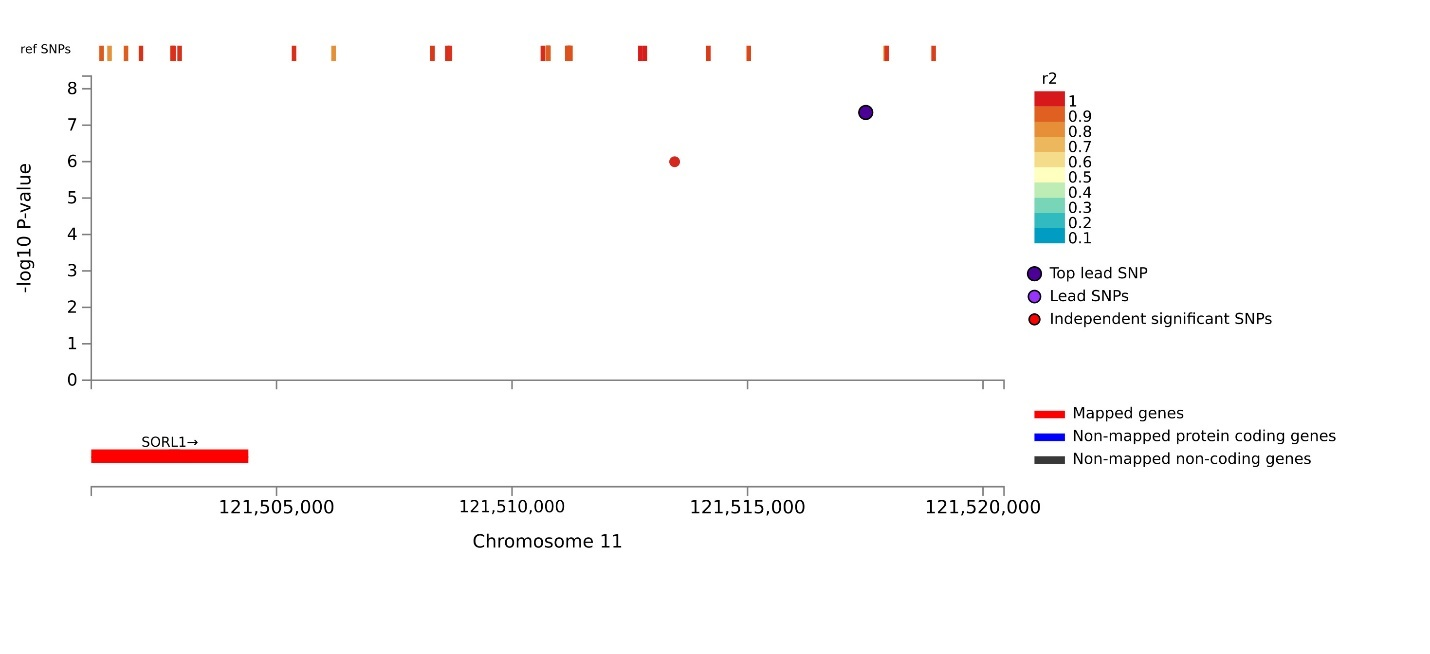 ref SNPs
8
7
6
5
4
3
2
1
0
-log10 P-value
r2
1
0.9
0.8
0.7
0.6
0.5
0.4
0.3
0.2
0.1
Top lead SNP
Lead SNPs
Independent significant SNPs
Mapped genes
Non-mapped protein coding genes
Non-mapped non-coding genes
SORL1→
121,505,000 121,510,000 121,515,000 121,520,000
Chromosome 11